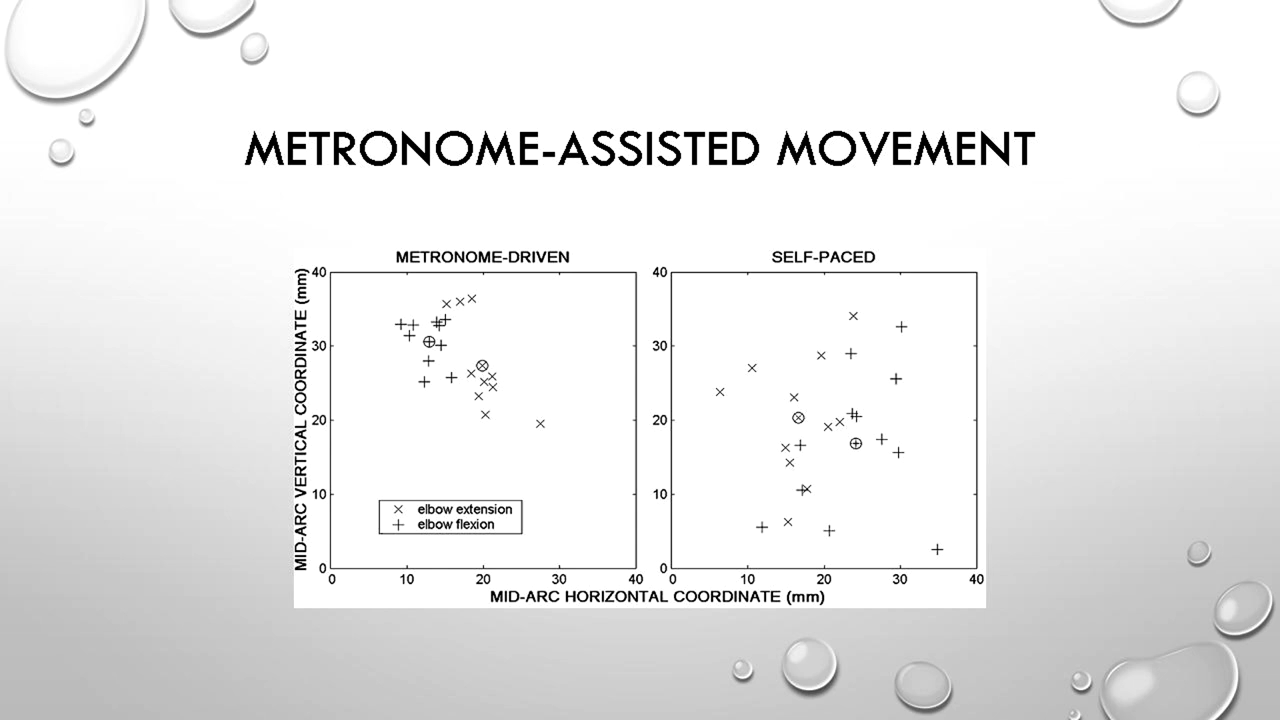 METRONOME-ASSISTED MOVEMENT
METRONOME-DRIVEN
SELF-PACED
MID-ARC VERTICAL COORDINATE (mm)
40
30
20
10
0
× elbow extension
+ elbow flexion
0 10 20 30 40
40
30
20
10
0
0 10 20 30 40
MID-ARC HORIZONTAL COORDINATE (mm)